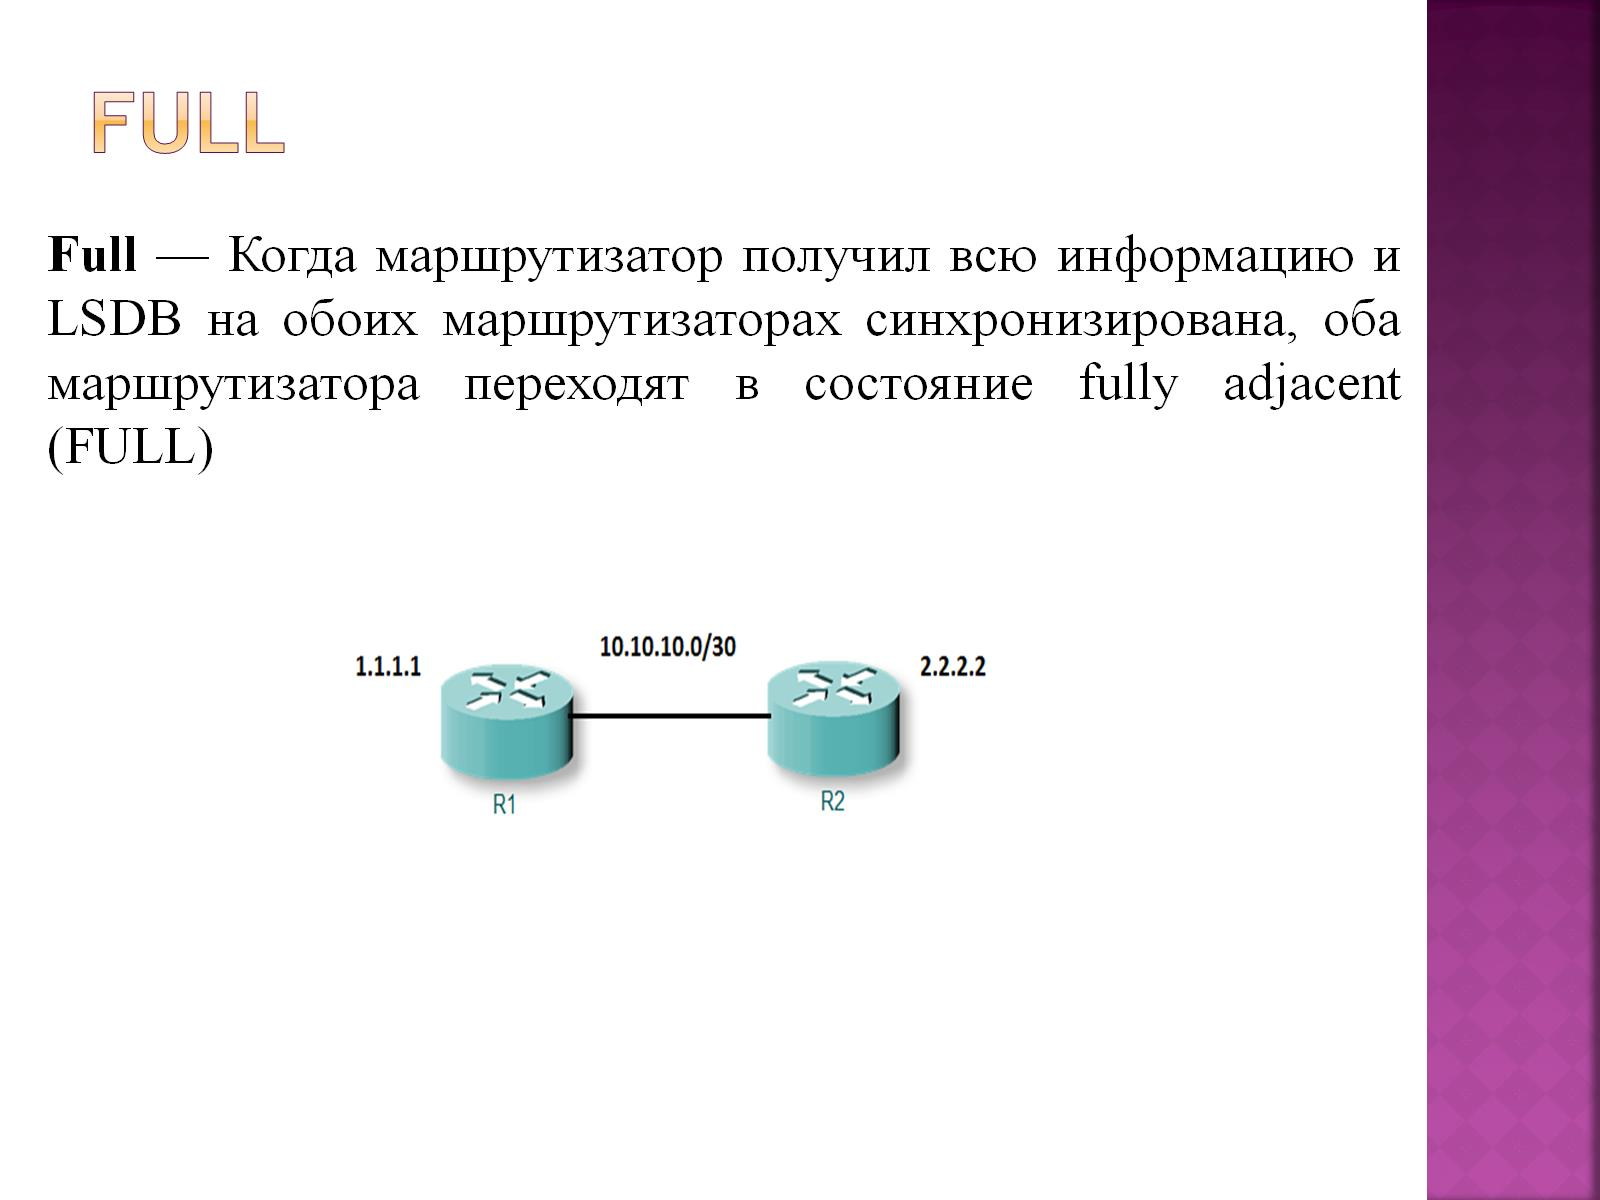 FULL
Full — Когда маршрутизатор получил всю информацию и
LSDB на обоих маршрутизаторах синхронизирована, оба
маршрутизатора переходят в состояние fully adjacent
(FULL)
10.10.10.0/30
1.1.1.1
2.2.2.2
R1
R2